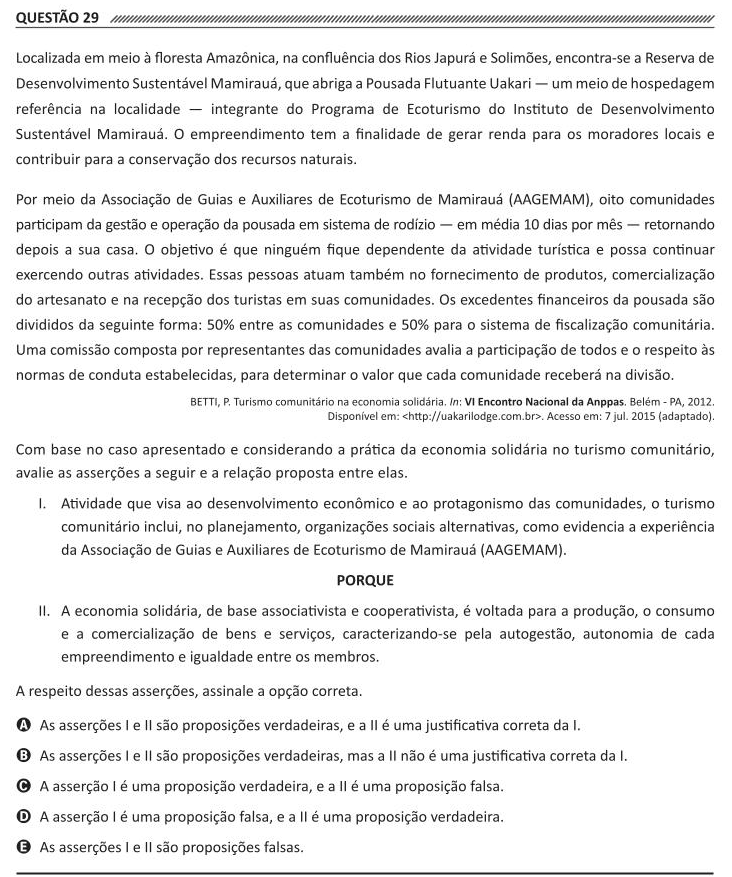 QUESTÃO 29
Localizada em meio à floresta Amazônica, na confluência dos Rios Japurá e Solimões, encontra-se a Reserva de
Desenvolvimento Sustentável Mamirauá, que abriga a Pousada Flutuante Uakari — um meio de hospedagem
referência na localidade — integrante do Programa de Ecoturismo do Instituto de Desenvolvimento
Sustentável Mamirauá. O empreendimento tem a finalidade de gerar renda para os moradores locais e
contribuir para a conservação dos recursos naturais.
Por meio da Associação de Guias e Auxiliares de Ecoturismo de Mamirauá (AAGEMAM), oito comunidades
participam da gestão e operação da pousada em sistema de rodízio — em média 10 dias por mês — retornando
depois a sua casa. O objetivo é que ninguém fique dependente da atividade turística e possa continuar
exercendo outras atividades. Essas pessoas atuam também no fornecimento de produtos, comercialização
do artesanato e na recepção dos turistas em suas comunidades. Os excedentes financeiros da pousada são
divididos da seguinte forma: 50% entre as comunidades e 50% para o sistema de fiscalização comunitária.
Uma comissão composta por representantes das comunidades avalia a participação de todos e o respeito às
normas de conduta estabelecidas, para determinar o valor que cada comunidade receberá na divisão.
BETTI, P. Turismo comunitário na economia solidária. In: VI Encontro Nacional da Anppas. Belém - PA, 2012.
Disponível em: <http://uakarilodge.com.br>. Acesso em: 7 jul. 2015 (adaptado).
Com base no caso apresentado e considerando a prática da economia solidária no turismo comunitário,
avalie as asserções a seguir e a relação proposta entre elas.
I. Atividade que visa ao desenvolvimento econômico e ao protagonismo das comunidades, o turismo
comunitário inclui, no planejamento, organizações sociais alternativas, como evidencia a experiência
da Associação de Guias e Auxiliares de Ecoturismo de Mamirauá (AAGEMAM).
PORQUE
II. A economia solidária, de base associativista e cooperativista, é voltada para a produção, o consumo
e a comercialização de bens e serviços, caracterizando-se pela autogestão, autonomia de cada
empreendimento e igualdade entre os membros.
A respeito dessas asserções, assinale a opção correta.
A As asserções I e II são proposições verdadeiras, e a II é uma justificativa correta da I.
B As asserções I e II são proposições verdadeiras, mas a II não é uma justificativa correta da I.
C A asserção I é uma proposição verdadeira, e a II é uma proposição falsa.
D A asserção I é uma proposição falsa, e a II é uma proposição verdadeira.
E As asserções I e II são proposições falsas.